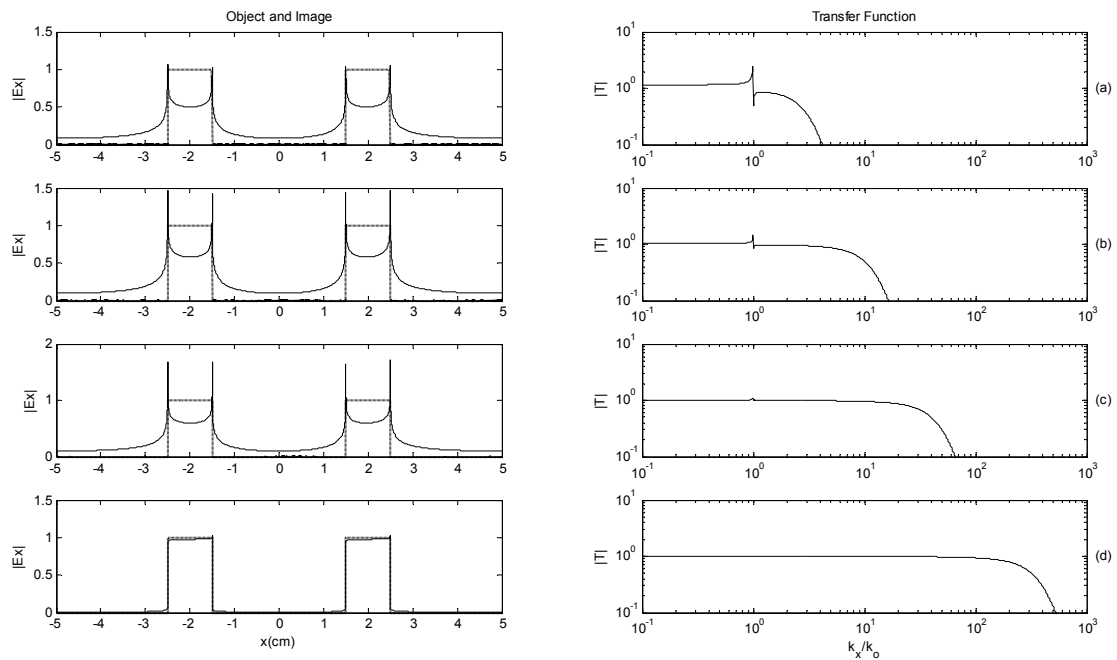 Object and Image
1.5
1
0.5
0
|Ex|
-5 -4 -3 -2 -1 0 1 2 3 4 5
1.5
1
0.5
0
|Ex|
-5 -4 -3 -2 -1 0 1 2 3 4 5
2
1
0
|Ex|
-5 -4 -3 -2 -1 0 1 2 3 4 5
1.5
1
0.5
0
|Ex|
-5 -4 -3 -2 -1 0 1 2 3 4 5
x(cm)
Transfer Function
10^1
10^0
10^-1
|T|
(a)
10^-1 10^0 10^1 10^2 10^3
10^1
10^0
10^-1
|T|
(b)
10^-1 10^0 10^1 10^2 10^3
10^1
10^0
10^-1
|T|
(c)
10^-1 10^0 10^1 10^2 10^3
10^1
10^0
10^-1
|T|
(d)
10^-1 10^0 10^1 10^2 10^3
k_x/k_o